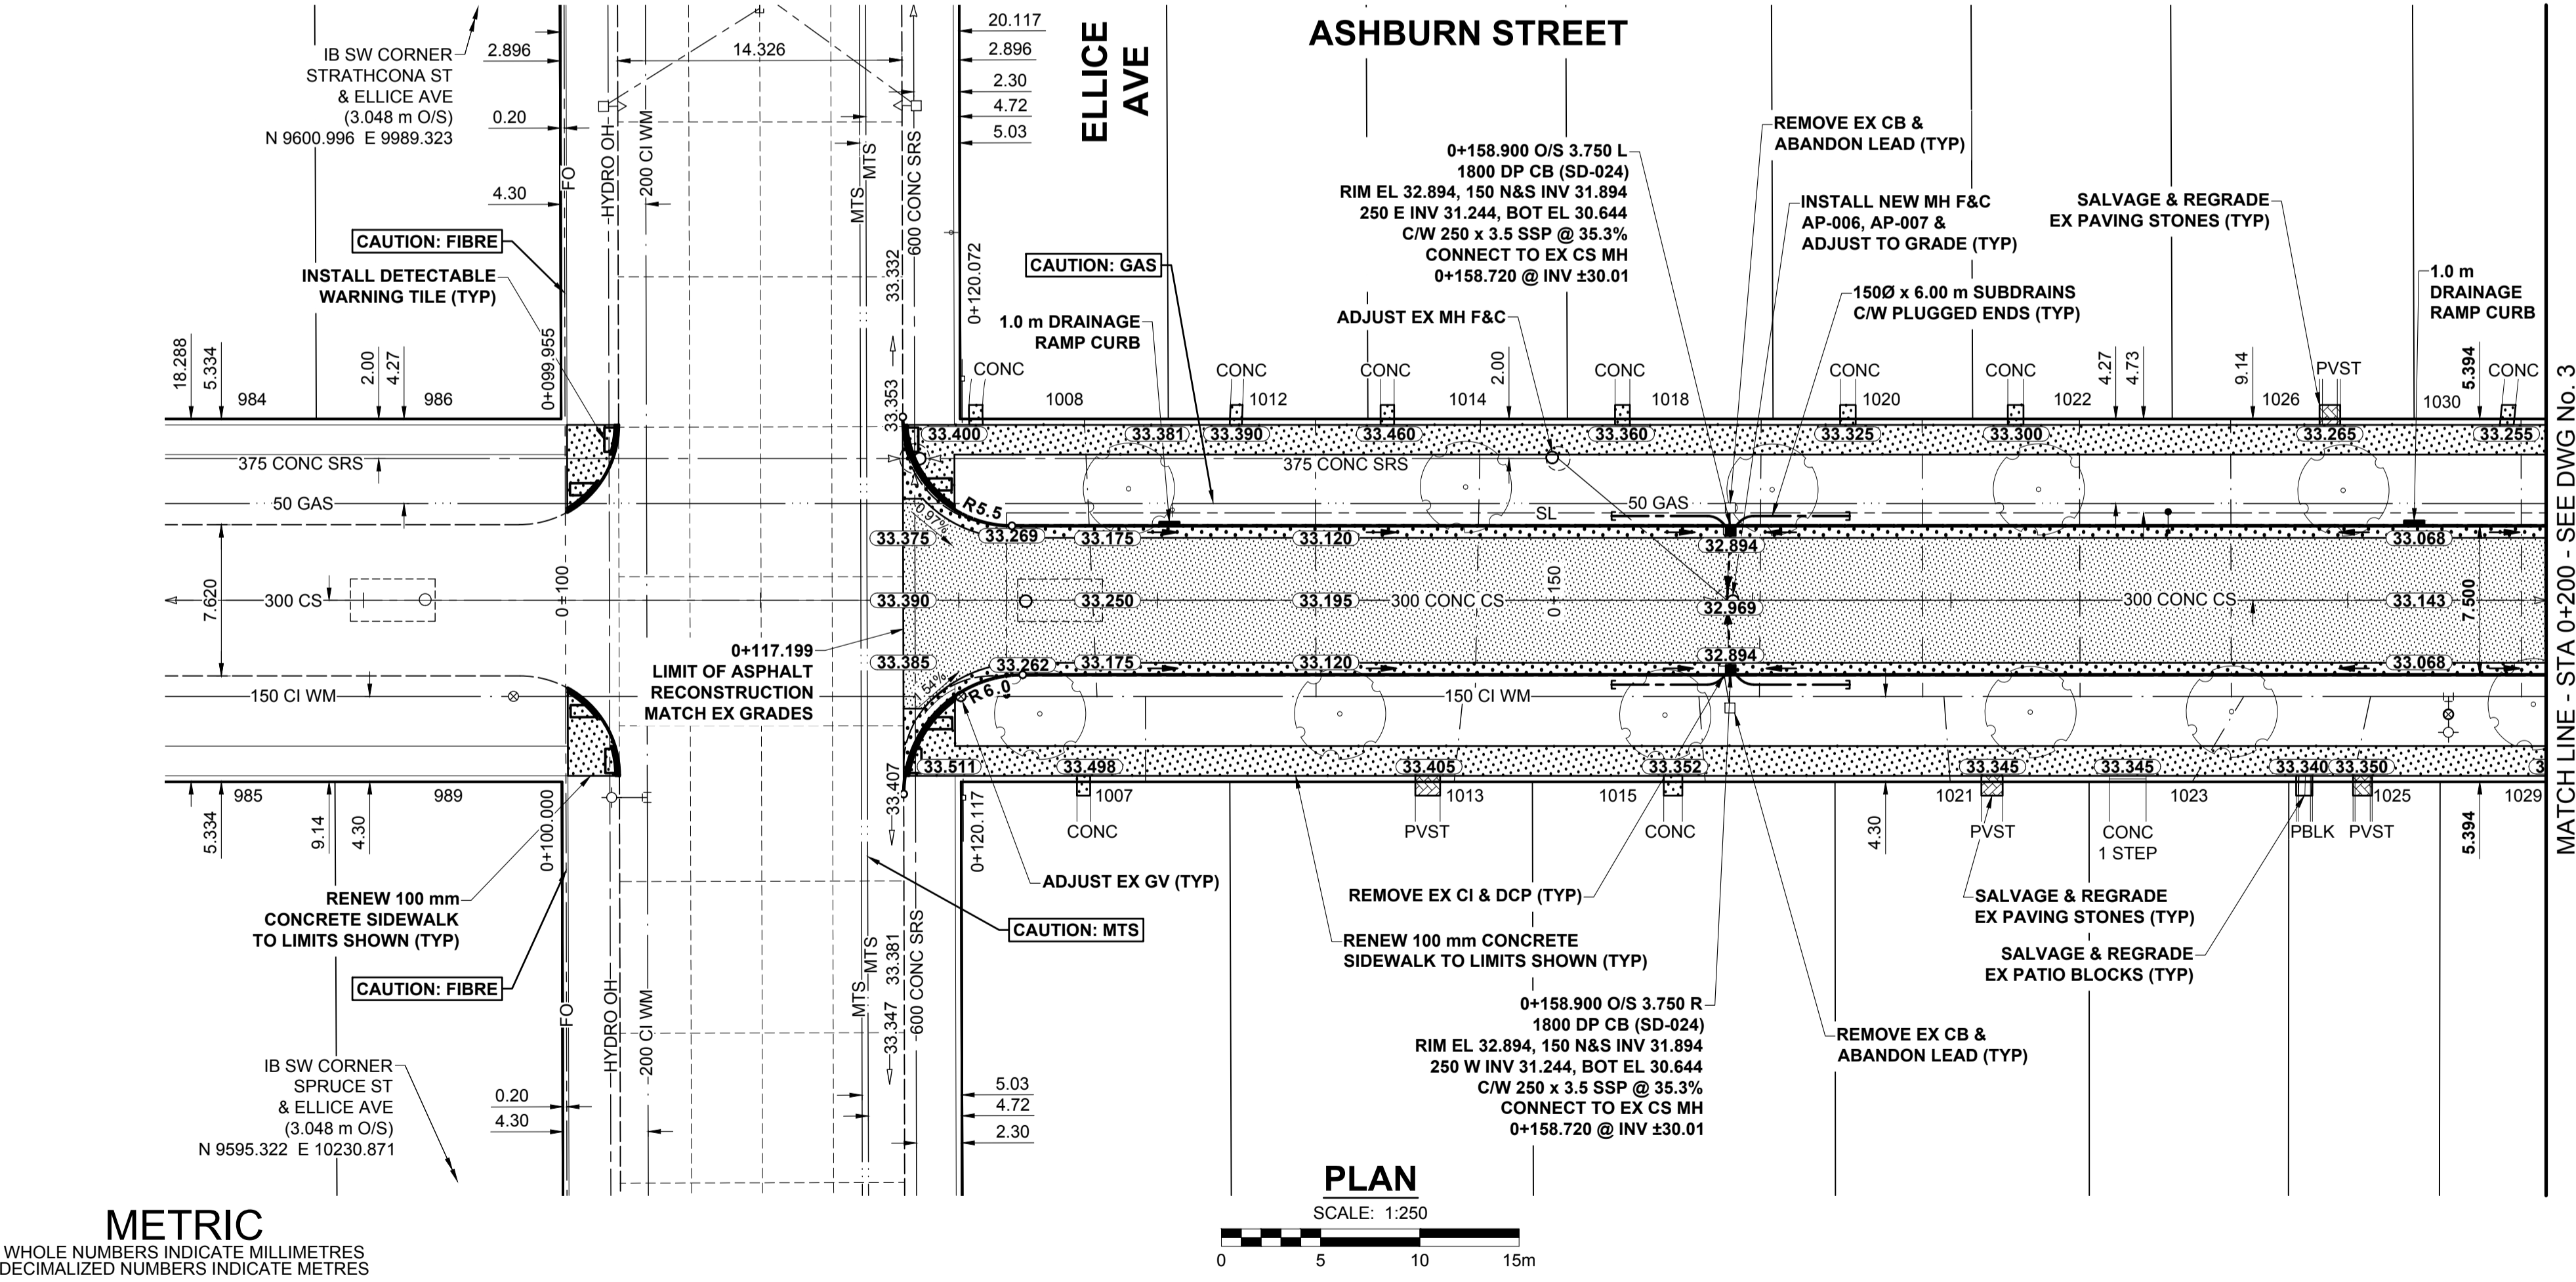 ASHBURN STREET
ELLICE
AVE
IB SW CORNER
STRATHCONA ST
& ELLICE AVE
(3.048 m O/S)
N 9600.996 E 9989.323
2.896
0.20
4.30
14.326
20.117
2.896
2.30
4.72
5.03
FO
HYDRO OH
200 CI WM
MTS
MTS
600 CONC SRS
33.332
0+120.072
CAUTION: FIBRE
INSTALL DETECTABLE
WARNING TILE (TYP)
0+099.955
CAUTION: GAS
1.0 m DRAINAGE
RAMP CURB
0+158.900 O/S 3.750 L
1800 DP CB (SD-024)
RIM EL 32.894, 150 N&S INV 31.894
250 E INV 31.244, BOT EL 30.644
C/W 250 x 3.5 SSP @ 35.3%
CONNECT TO EX CS MH
0+158.720 @ INV ±30.01
ADJUST EX MH F&C
REMOVE EX CB &
ABANDON LEAD (TYP)
INSTALL NEW MH F&C
AP-006, AP-007 &
ADJUST TO GRADE (TYP)
150Ø x 6.00 m SUBDRAINS
C/W PLUGGED ENDS (TYP)
SALVAGE & REGRADE
EX PAVING STONES (TYP)
1.0 m
DRAINAGE
RAMP CURB
18.288
5.334
984
2.00
4.27
986
33.353
CONC
1008
CONC
1012
CONC
1014
2.00
CONC
1018
CONC
1020
CONC
1022
4.27
4.73
9.14
1026
PVST
1030
5.394
CONC
33.400
33.381
33.390
33.460
33.360
33.325
33.300
33.265
33.255
375 CONC SRS
375 CONC SRS
50 GAS
50 GAS
SL
R5.5
0.97%
33.375
33.269
33.175
33.120
32.894
33.068
7.620
300 CS
0+100
33.390
33.250
33.195
300 CONC CS
0+150
32.969
300 CONC CS
33.143
7.500
0+117.199
LIMIT OF ASPHALT
RECONSTRUCTION
MATCH EX GRADES
33.385
33.262
33.175
33.120
32.894
33.068
1.54%
R6.0
150 CI WM
150 CI WM
33.511
33.498
33.405
33.352
33.345
33.345
33.340
33.350
3
985
989
5.334
9.14
4.30
0+100.000
33.407
0+120.117
1007
CONC
1013
PVST
1015
CONC
4.30
1021
PVST
CONC
1 STEP
1023
PBLK
1025
PVST
5.394
1029
RENEW 100 mm
CONCRETE SIDEWALK
TO LIMITS SHOWN (TYP)
CAUTION: FIBRE
ADJUST EX GV (TYP)
CAUTION: MTS
REMOVE EX CI & DCP (TYP)
RENEW 100 mm CONCRETE
SIDEWALK TO LIMITS SHOWN (TYP)
SALVAGE & REGRADE
EX PAVING STONES (TYP)
SALVAGE & REGRADE
EX PATIO BLOCKS (TYP)
FO
HYDRO OH
200 CI WM
MTS
MTS
33.347
33.381
600 CONC SRS
0+158.900 O/S 3.750 R
1800 DP CB (SD-024)
RIM EL 32.894, 150 N&S INV 31.894
250 W INV 31.244, BOT EL 30.644
C/W 250 x 3.5 SSP @ 35.3%
CONNECT TO EX CS MH
0+158.720 @ INV ±30.01
REMOVE EX CB &
ABANDON LEAD (TYP)
IB SW CORNER
SPRUCE ST
& ELLICE AVE
(3.048 m O/S)
N 9595.322 E 10230.871
0.20
4.30
5.03
4.72
2.30
MATCH LINE - STA 0+200 - SEE DWG No. 3
PLAN
SCALE: 1:250
0 5 10 15m
METRIC
WHOLE NUMBERS INDICATE MILLIMETRES
DECIMALIZED NUMBERS INDICATE METRES